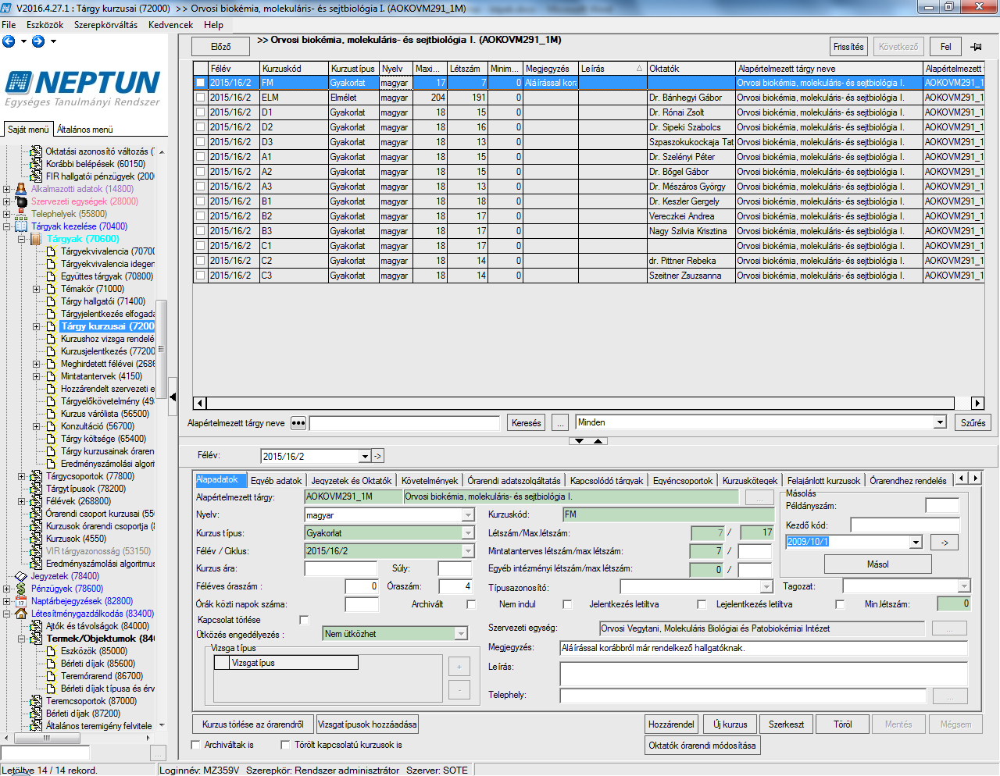 V2016.4.27.1 : Tárgy kurzusai (72000)  >> Orvosi biokémia, molekuláris- és sejtbiológia I. (AOKOVM291_1M)
File Eszközök Szerepkörváltás Kedvencek Help
NEPTUN
Egységes Tanulmányi Rendszer
Saját menü Általános menü
Oktatási azonosító változás (
Korábbi belépések (60150)
FIR hallgatói pénzügyek (200
Alkalmazotti adatok (14800)
Szervezeti egységek (28000)
Telephelyek (55800)
Tárgyak kezelése (70400)
Tárgyak (70600)
Tárgyekvivalencia (70700
Tárgyekvivalencia idegen
Együttes tárgyak (70800)
Témakör (71000)
Tárgy hallgatói (71400)
Tárgyjelentkezés elfogadá
Tárgy kurzusai (7200
Kurzushoz vizsga rendelé
Kurzusjelentkezés (77200
Meghirdetett félévei (2686
Mintatantervek (4150)
Hozzárendelt szervezeti e
Tárgyelőkövetelmény (49
Kurzus várólista (56500)
Konzultáció (56700)
Tárgy költsége (65400)
Tárgy kurzusainak óraren
Eredményszámolási algori
Tárgycsoportok (77800)
Tárgytípusok (78200)
Félévek (268800)
Órarendi csoport kurzusai (55
Kurzusok órarendi csoportja (
Kurzusok (4550)
VIR tárgyazonosság (53150)
Eredményszámolási algoritmus
Jegyzetek (78400)
Pénzügyek (78600)
Naptárbejegyzések (82800)
Létesítménygazdálkodás (83400)
Ajtók és távolságok (84000)
Termek/Objektumok (84
Eszközök (85000)
Bérleti díjak (85600)
Teremórarend (86700)
Bérleti díjak típusa és érv
Teremcsoportok (87000)
Bérleti díjak (87200)
Általános teremigény felvitele
...
Előző >> Orvosi biokémia, molekuláris- és sejtbiológia I. (AOKOVM291_1M) Frissítés Következő Fel
Félév Kurzuskód Kurzustípus Nyelv Maxi... Létszám Minim... Megjegyzés Leírás Oktatók Alapértelmezett tárgy neve Alapértelmezett
2015/16/2 FM Gyakorlat magyar 17 7 0 Aláírással kora Orvosi biokémia, molekuláris- és sejtbiológia I. AOKOVM291_1
2015/16/2 ELM Elmélet magyar 204 191 0 Dr. Bánhegyi Gábor Orvosi biokémia, molekuláris- és sejtbiológia I. AOKOVM291_1
2015/16/2 D1 Gyakorlat magyar 18 15 0 Dr. Rónai Zsolt Orvosi biokémia, molekuláris- és sejtbiológia I. AOKOVM291_1
2015/16/2 D2 Gyakorlat magyar 18 16 0 Dr. Sipeki Szabolcs Orvosi biokémia, molekuláris- és sejtbiológia I. AOKOVM291_1
2015/16/2 D3 Gyakorlat magyar 18 13 0 Szpaszokukockaja Tat Orvosi biokémia, molekuláris- és sejtbiológia I. AOKOVM291_1
2015/16/2 A1 Gyakorlat magyar 18 15 0 Dr. Szelényi Péter Orvosi biokémia, molekuláris- és sejtbiológia I. AOKOVM291_1
2015/16/2 A2 Gyakorlat magyar 18 15 0 Dr. Bőgel Gábor Orvosi biokémia, molekuláris- és sejtbiológia I. AOKOVM291_1
2015/16/2 A3 Gyakorlat magyar 18 13 0 Dr. Mészáros György Orvosi biokémia, molekuláris- és sejtbiológia I. AOKOVM291_1
2015/16/2 B1 Gyakorlat magyar 18 18 0 Dr. Keszler Gergely Orvosi biokémia, molekuláris- és sejtbiológia I. AOKOVM291_1
2015/16/2 B2 Gyakorlat magyar 18 17 0 Vereczkei Andrea Orvosi biokémia, molekuláris- és sejtbiológia I. AOKOVM291_1
2015/16/2 B3 Gyakorlat magyar 18 17 0 Nagy Szilvia Krisztina Orvosi biokémia, molekuláris- és sejtbiológia I. AOKOVM291_1
2015/16/2 C1 Gyakorlat magyar 18 17 0 Orvosi biokémia, molekuláris- és sejtbiológia I. AOKOVM291_1
2015/16/2 C2 Gyakorlat magyar 18 14 0 dr. Pittner Rebeka Orvosi biokémia, molekuláris- és sejtbiológia I. AOKOVM291_1
2015/16/2 C3 Gyakorlat magyar 18 14 0 Szeitner Zsuzsanna Orvosi biokémia, molekuláris- és sejtbiológia I. AOKOVM291_1
Alapértelmezett tárgy neve Keresés ... Minden Szűrés
Félév: 2015/16/2 ->
Alapadatok Egyéb adatok Jegyzetek és Oktatók Követelmények Órarendi adatszolgáltatás Kapcsolódó tárgyak Egyéncsoportok Kurzuskötegek Felajánlott kurzusok Órarendhez rendelés
Alapértelmezett tárgy: AOKOVM291_1M Orvosi biokémia, molekuláris- és sejtbiológia I. ...
Másolás
Példányszám:
Nyelv: magyar Kurzuskód: FM
Kezdő kód:
Kurzus típus: Gyakorlat Létszám/Max.létszám: 7 / 17
2009/10/1 ->
Félév / Ciklus: 2015/16/2 Mintatanterves létszám/max létszám: 7 /
Másol
Kurzus ára: Súly: Egyéb intézményi létszám/max létszám: 0 /
Féléves óraszám : 0 Óraszám: 4 Típusazonosító: Tagozat:
Órák közti napok száma: Archivált Nem indul Jelentkezés letiltva Lejelentkezés letiltva Min.létszám: 0
Kapcsolat törlése
Ütközés engedélyezés : Nem ütközhet Szervezeti egység: Orvosi Vegytani, Molekuláris Biológiai és Patobiokémiai Intézet ...
Vizsga típus
Vizsgatípus
+
-
Megjegyzés: Aláírással korábbról már rendelkező hallgatóknak.
Leírás:
Telephely: ...
Kurzus törlése az órarendről Vizsgatípusok hozzáadása Hozzárendel Új kurzus Szerkeszt Töröl Mentés Mégsem
Archiváltak is Törölt kapcsolatú kurzusok is Oktatók órarendi módosítása
Letöltve 14 / 14 rekord. Loginnév: MZ359V Szerepkör: Rendszer adminisztrátor Szerver: SOTE